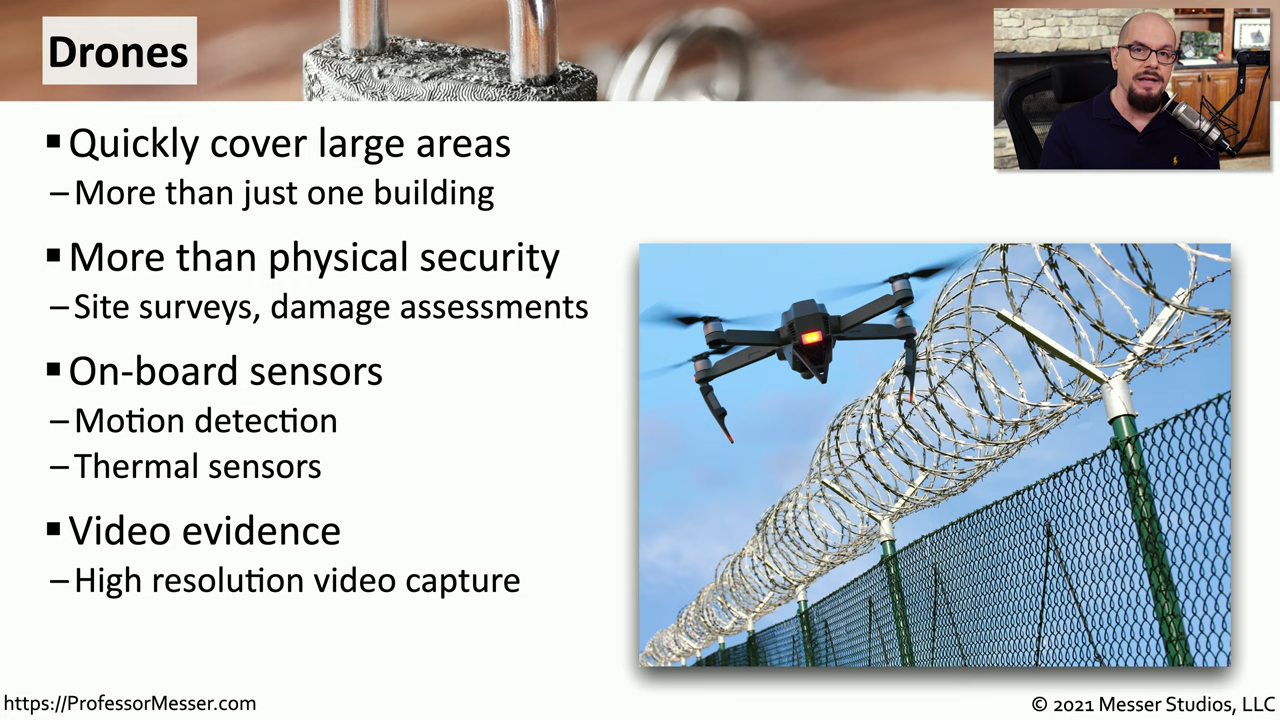 Drones
▪ Quickly cover large areas
– More than just one building
▪ More than physical security
– Site surveys, damage assessments
▪ On-board sensors
– Motion detection
– Thermal sensors
▪ Video evidence
– High resolution video capture
https://ProfessorMesser.com
© 2021 Messer Studios, LLC